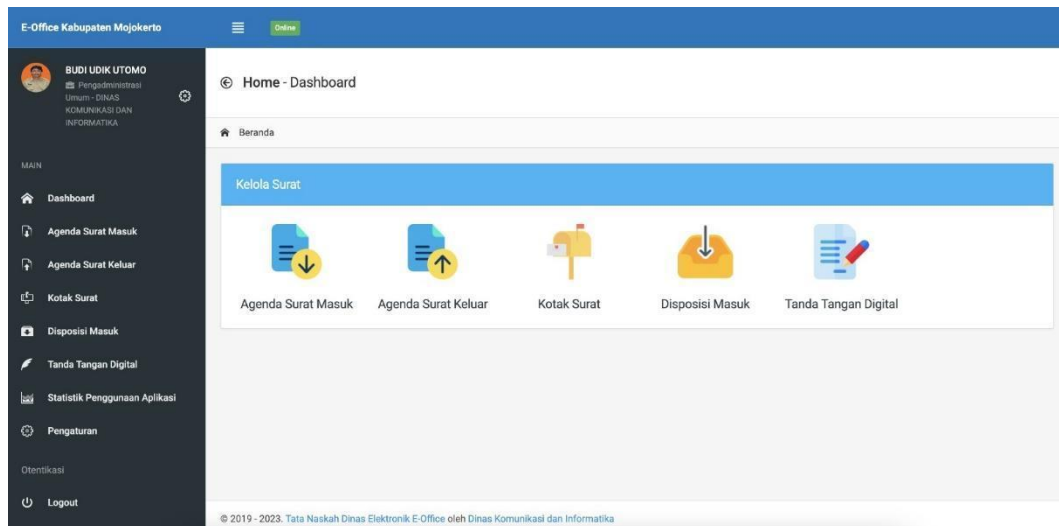 E-Office Kabupaten Mojokerto
Online
BUDI UDIK UTOMO
Pengadministrasi
Umum - DINAS
KOMUNIKASI DAN
INFORMATIKA
Home - Dashboard
Beranda
MAIN
Dashboard
Agenda Surat Masuk
Agenda Surat Keluar
Kotak Surat
Disposisi Masuk
Tanda Tangan Digital
Statistik Penggunaan Aplikasi
Pengaturan
Otentikasi
Logout
Kelola Surat
Agenda Surat Masuk
Agenda Surat Keluar
Kotak Surat
Disposisi Masuk
Tanda Tangan Digital
© 2019 - 2023. Tata Naskah Dinas Elektronik E-Office oleh Dinas Komunikasi dan Informatika